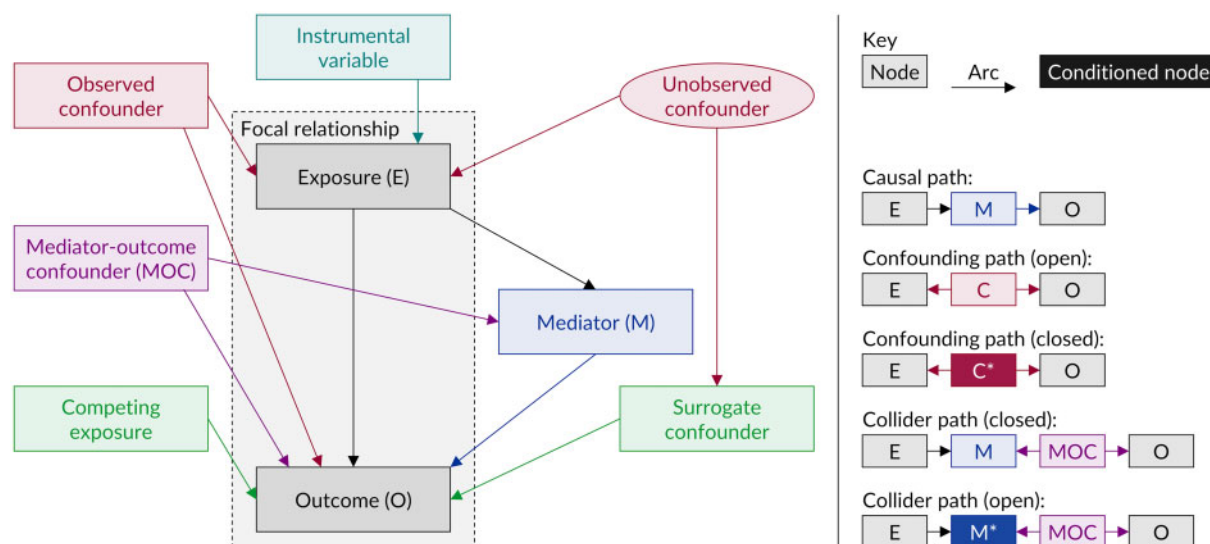 Instrumental
variable
Observed
confounder
Unobserved
confounder
Focal relationship
Exposure (E)
Mediator-outcome
confounder (MOC)
Mediator (M)
Competing
exposure
Surrogate
confounder
Outcome (O)
Key
Node
Arc
Conditioned node
Causal path:
E M O
Confounding path (open):
E C O
Confounding path (closed):
E C* O
Collider path (closed):
E M MOC O
Collider path (open):
E M* MOC O